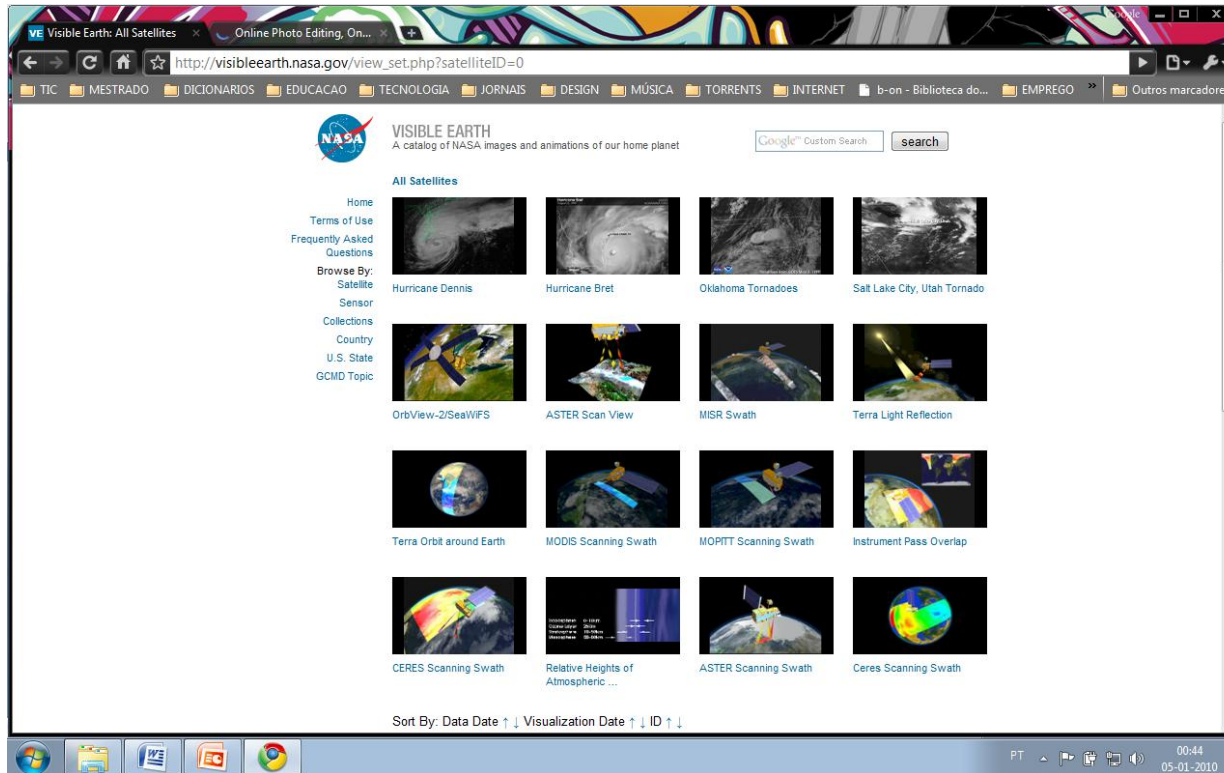 Google
VE Visible Earth: All Satellites
Online Photo Editing, On...
http://visibleearth.nasa.gov/view_set.php?satelliteID=0
TIC MESTRADO DICIONARIOS EDUCACAO TECNOLOGIA JORNAIS DESIGN MÚSICA TORRENTS INTERNET b-on - Biblioteca do... EMPREGO » Outros marcadore
NASA
VISIBLE EARTH
A catalog of NASA images and animations of our home planet
Google™ Custom Search
search
Home
Terms of Use
Frequently Asked
Questions
Browse By:
Satellite
Sensor
Collections
Country
U.S. State
GCMD Topic
All Satellites
Hurricane Dennis
Hurricane Bret
Oklahoma Tornadoes
Salt Lake City, Utah Tornado
OrbView-2/SeaWiFS
ASTER Scan View
MISR Swath
Terra Light Reflection
Terra Orbit around Earth
MODIS Scanning Swath
MOPITT Scanning Swath
Instrument Pass Overlap
CERES Scanning Swath
Relative Heights of
Atmospheric ...
ASTER Scanning Swath
Ceres Scanning Swath
Sort By: Data Date ↑ ↓ Visualization Date ↑ ↓ ID ↑ ↓
PT
00:44
05-01-2010